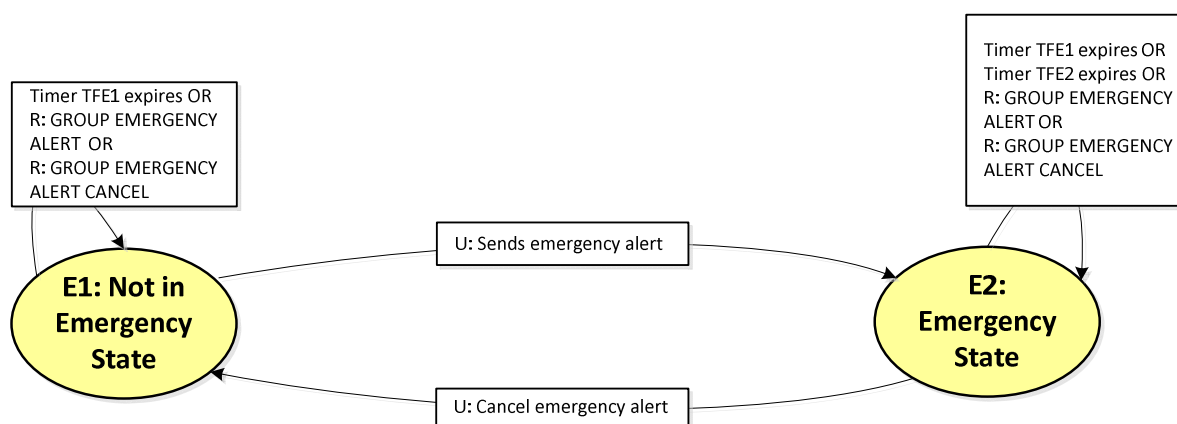 Timer TFE1 expires OR
R: GROUP EMERGENCY
ALERT OR
R: GROUP EMERGENCY
ALERT CANCEL
Timer TFE1 expires OR
Timer TFE2 expires OR
R: GROUP EMERGENCY
ALERT OR
R: GROUP EMERGENCY
ALERT CANCEL
U: Sends emergency alert
E1: Not in
Emergency
State
E2:
Emergency
State
U: Cancel emergency alert